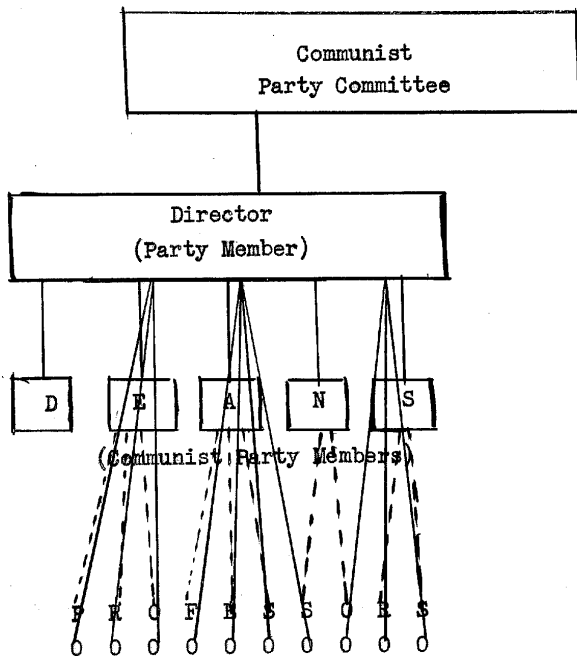 Communist
Party Committee
Director
(Party Member)
D E A N S
(Communist Party Members)
P R O F E S S O R S
O O O O O O O O O O